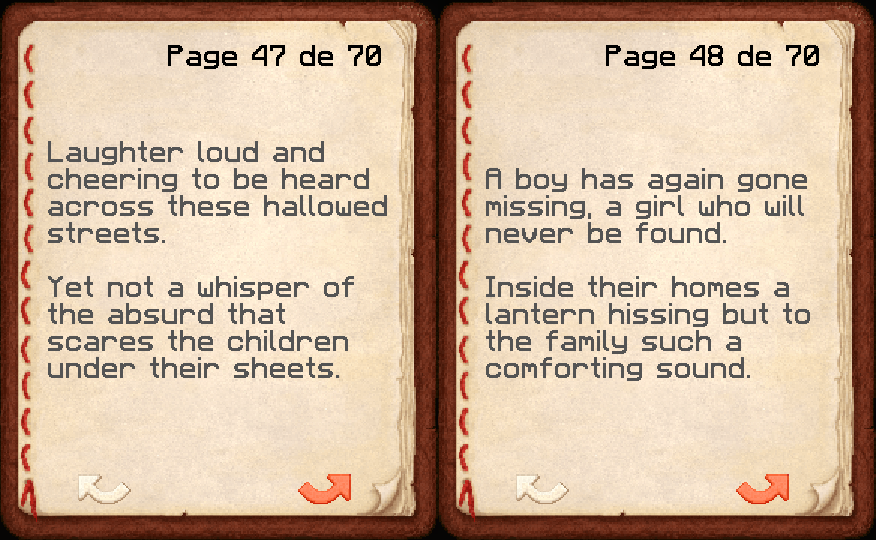 Page 47 de 70
Laughter loud and
cheering to be heard
across these hallowed
streets.
Yet not a whisper of
the absurd that
scares the children
under their sheets.
Page 48 de 70
A boy has again gone
missing, a girl who will
never be found.
Inside their homes a
lantern hissing but to
the family such a
comforting sound.